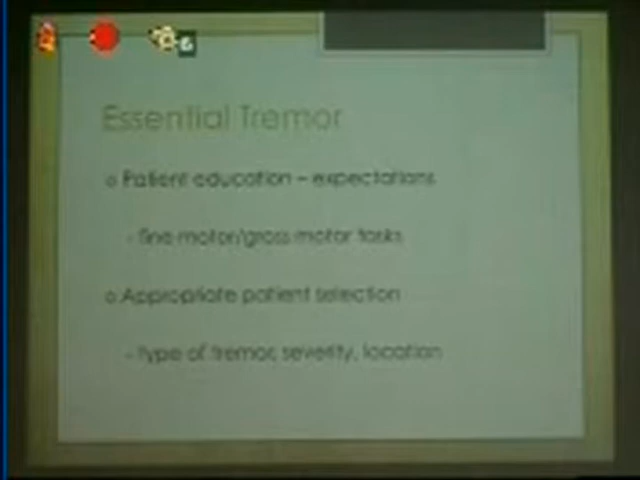 Essential Tremor
o Patient education – expectations
- fine motor/gross motor tasks
o Appropriate patient selection
- type of tremor, severity, location